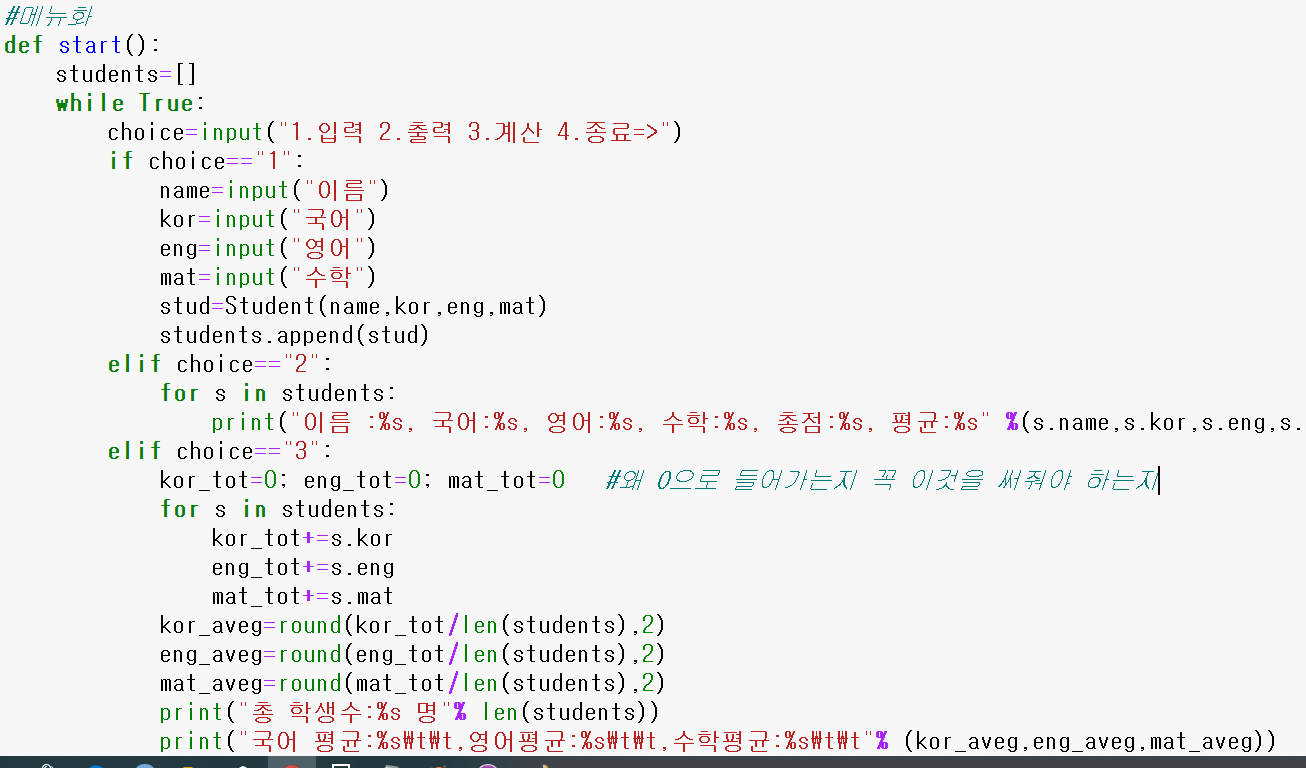 #메뉴화
def start():
    students=[]
    while True:
        choice=input("1.입력 2.출력 3.계산 4.종료=>")
        if choice=="1":
            name=input("이름")
            kor=input("국어")
            eng=input("영어")
            mat=input("수학")
            stud=Student(name,kor,eng,mat)
            students.append(stud)
        elif choice=="2":
            for s in students:
                print("이름 :%s, 국어:%s, 영어:%s, 수학:%s, 총점:%s, 평균:%s" %(s.name,s.kor,s.eng,s.
        elif choice=="3":
            kor_tot=0; eng_tot=0; mat_tot=0   #왜 0으로 들어가는지 꼭 이것을 써줘야 하는지
            for s in students:
                kor_tot+=s.kor
                eng_tot+=s.eng
                mat_tot+=s.mat
            kor_aveg=round(kor_tot/len(students),2)
            eng_aveg=round(eng_tot/len(students),2)
            mat_aveg=round(mat_tot/len(students),2)
            print("총 학생수:%s 명"% len(students))
            print("국어 평균:%s₩t₩t,영어평균:%s₩t₩t,수학평균:%s₩t₩t"% (kor_aveg,eng_aveg,mat_aveg))